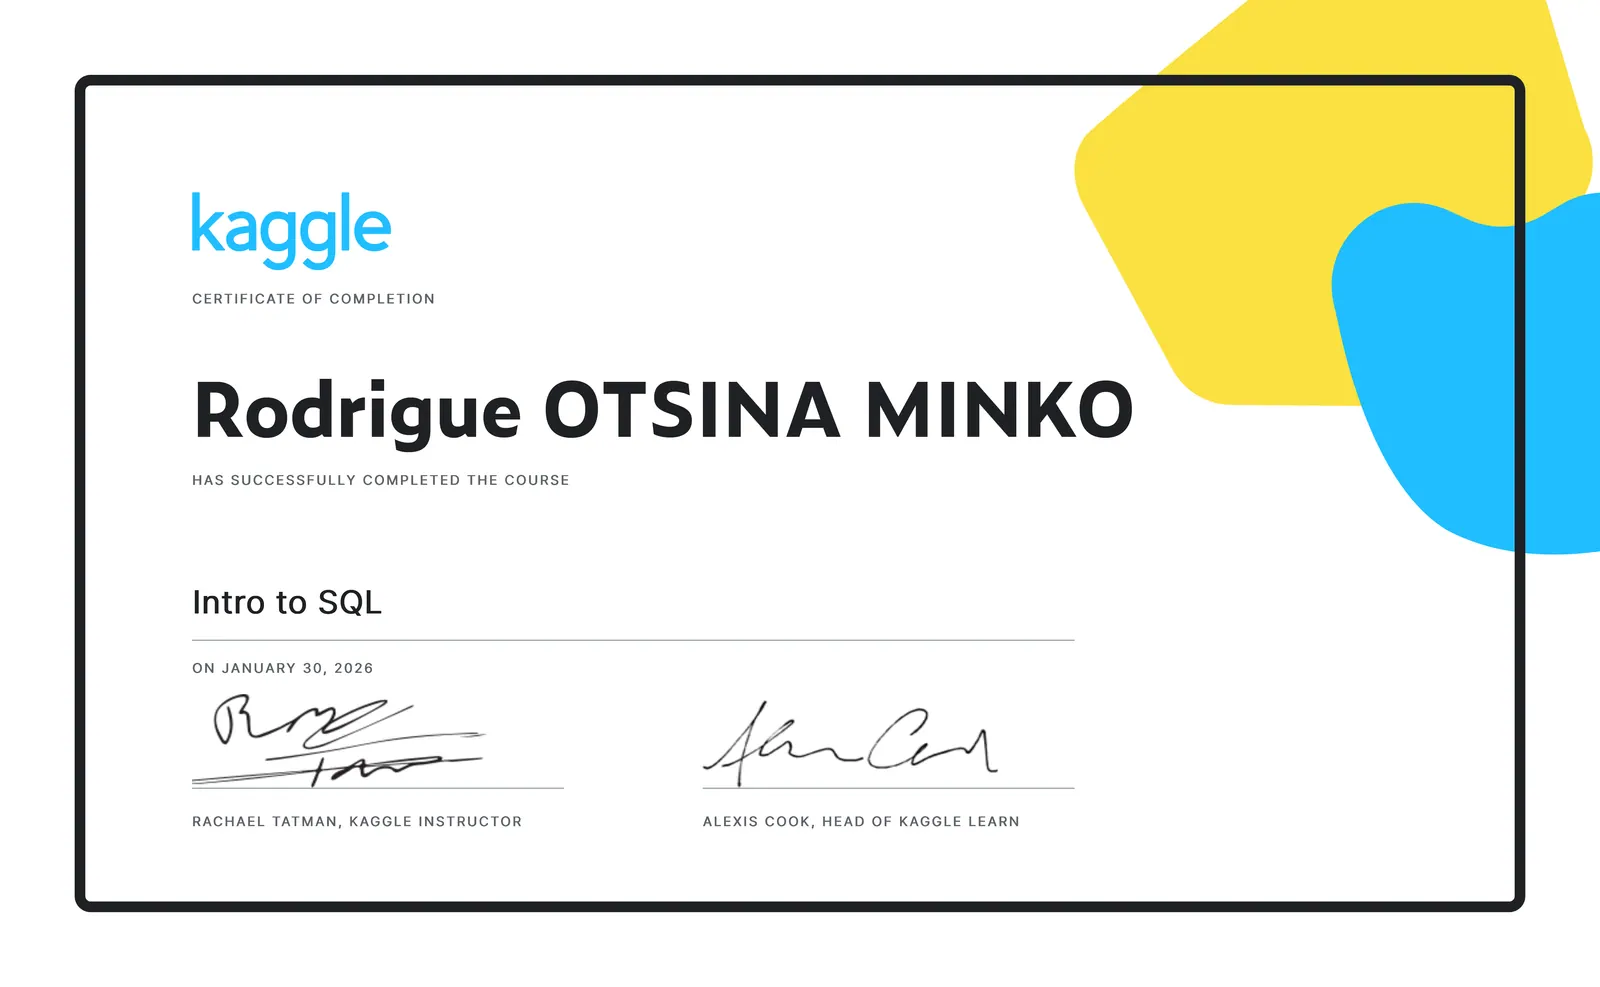 kaggle
CERTIFICATE OF COMPLETION
Rodrigue OTSINA MINKO
HAS SUCCESSFULLY COMPLETED THE COURSE
Intro to SQL
ON JANUARY 30, 2026
RACHAEL TATMAN, KAGGLE INSTRUCTOR
ALEXIS COOK, HEAD OF KAGGLE LEARN